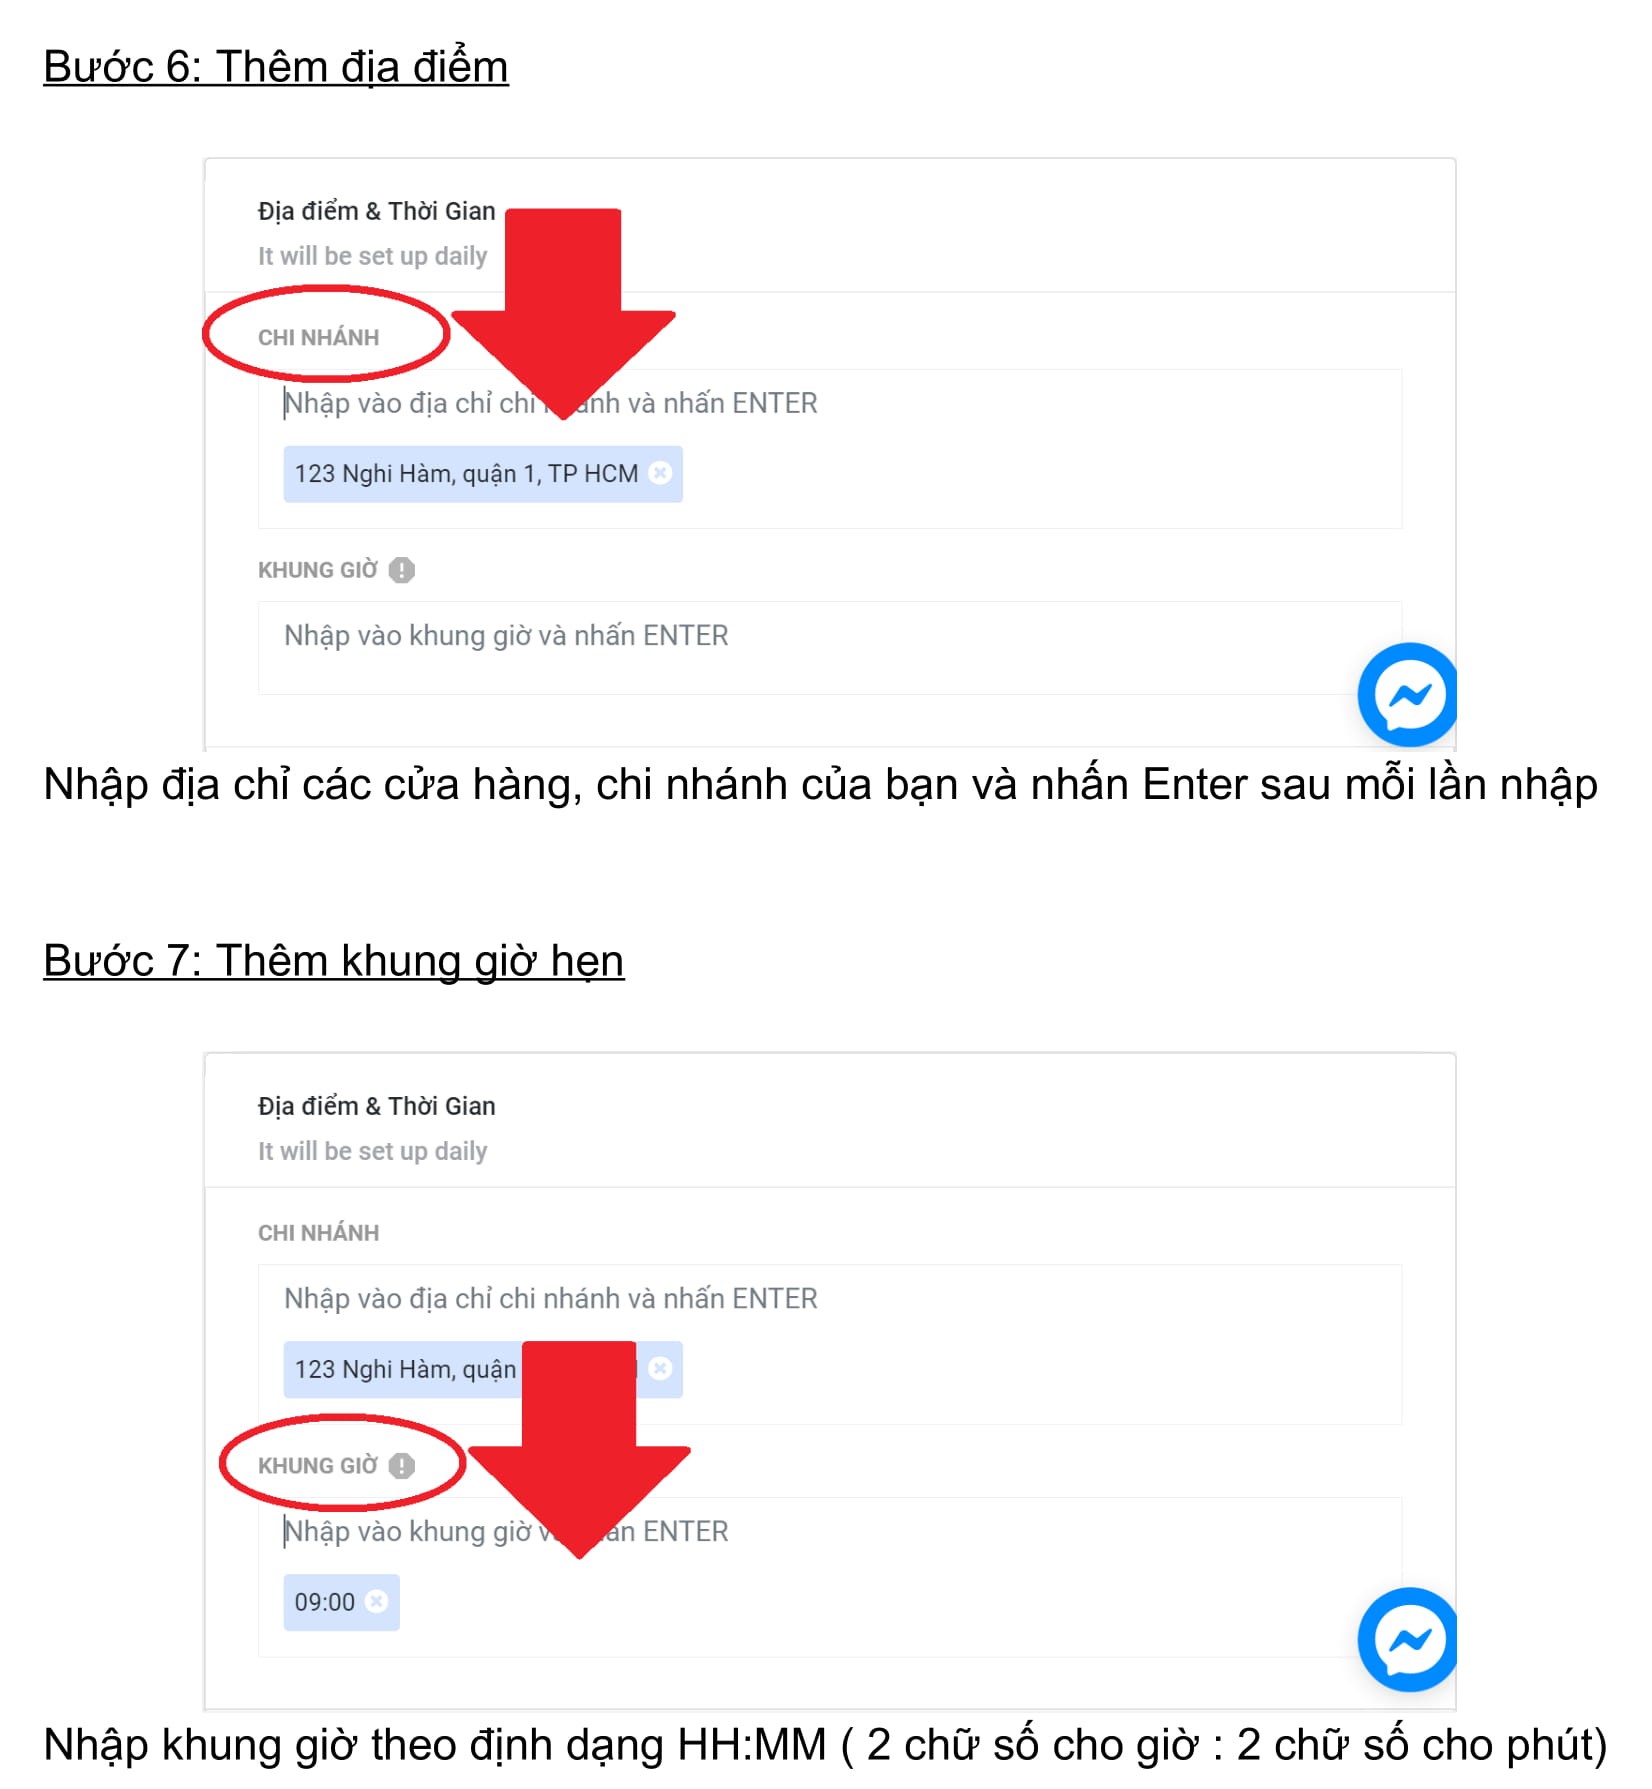 Bước 6: Thêm địa điểm
Địa điểm & Thời Gian
It will be set up daily
CHI NHÁNH
Nhập vào địa chỉ chi nhánh và nhấn ENTER
123 Nghi Hàm, quận 1, TP HCM
KHUNG GIỜ
Nhập vào khung giờ và nhấn ENTER
Nhập địa chỉ các cửa hàng, chi nhánh của bạn và nhấn Enter sau mỗi lần nhập
Bước 7: Thêm khung giờ hẹn
Địa điểm & Thời Gian
It will be set up daily
CHI NHÁNH
Nhập vào địa chỉ chi nhánh và nhấn ENTER
123 Nghi Hàm, quận
KHUNG GIỜ
Nhập vào khung giờ ENTER
09:00
Nhập khung giờ theo định dạng HH:MM ( 2 chữ số cho giờ : 2 chữ số cho phút)